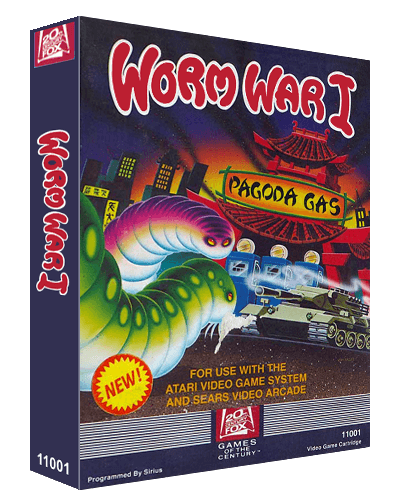 20th
CENTURY
FOX
WORM WAR I
11001
WORM WAR I
PAGODA GAS
NEW!
FOR USE WITH THE
ATARI VIDEO GAME SYSTEM
AND SEARS VIDEO ARCADE
20th
CENTURY
FOX
GAMES
OF THE
CENTURY™
Programmed By Sirius
11001
Video Game Cartridge